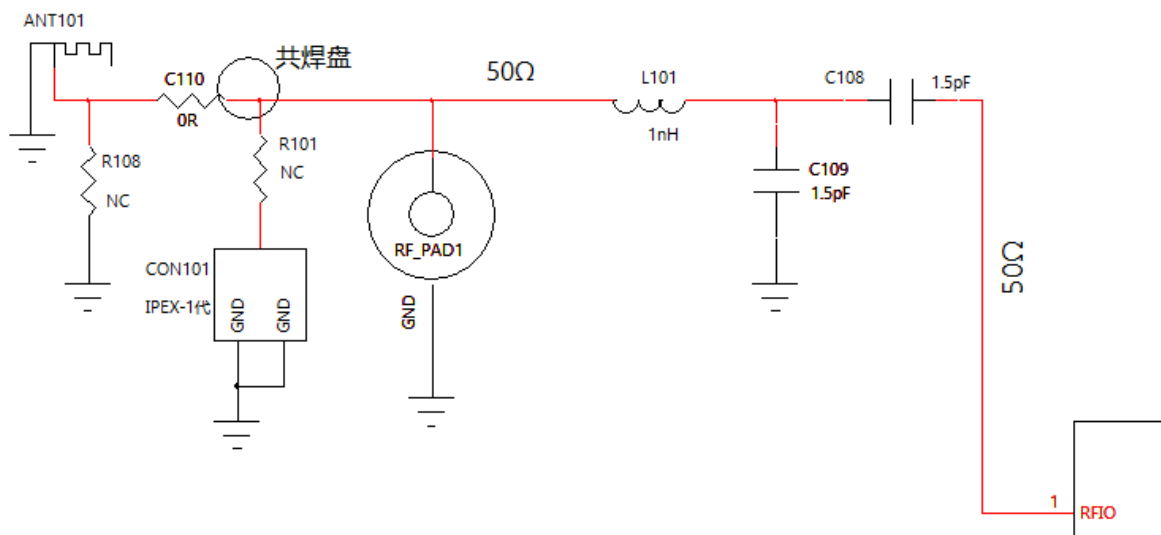 ANT101
共焊盘
C110
0R
50Ω
L101
1nH
C108
1.5pF
R108
NC
R101
NC
C109
1.5pF
RF_PAD1
CON101
IPEX-1代
GND
GND
GND
50Ω
1
RFIO